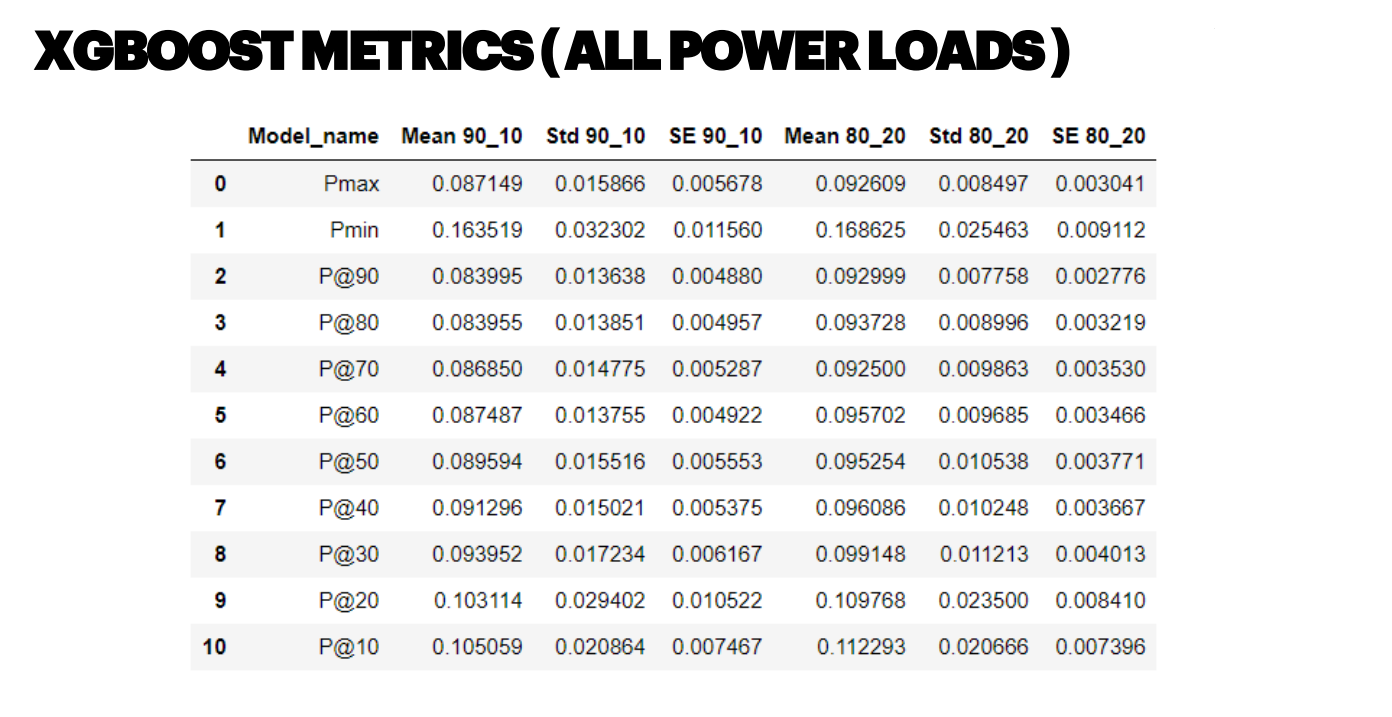 XGBOOST METRICS ( ALL POWER LOADS )
Model_name Mean 90_10 Std 90_10 SE 90_10 Mean 80_20 Std 80_20 SE 80_20
0 Pmax 0.087149 0.015866 0.005678 0.092609 0.008497 0.003041
1 Pmin 0.163519 0.032302 0.011560 0.168625 0.025463 0.009112
2 P@90 0.083995 0.013638 0.004880 0.092999 0.007758 0.002776
3 P@80 0.083955 0.013851 0.004957 0.093728 0.008996 0.003219
4 P@70 0.086850 0.014775 0.005287 0.092500 0.009863 0.003530
5 P@60 0.087487 0.013755 0.004922 0.095702 0.009685 0.003466
6 P@50 0.089594 0.015516 0.005553 0.095254 0.010538 0.003771
7 P@40 0.091296 0.015021 0.005375 0.096086 0.010248 0.003667
8 P@30 0.093952 0.017234 0.006167 0.099148 0.011213 0.004013
9 P@20 0.103114 0.029402 0.010522 0.109768 0.023500 0.008410
10 P@10 0.105059 0.020864 0.007467 0.112293 0.020666 0.007396